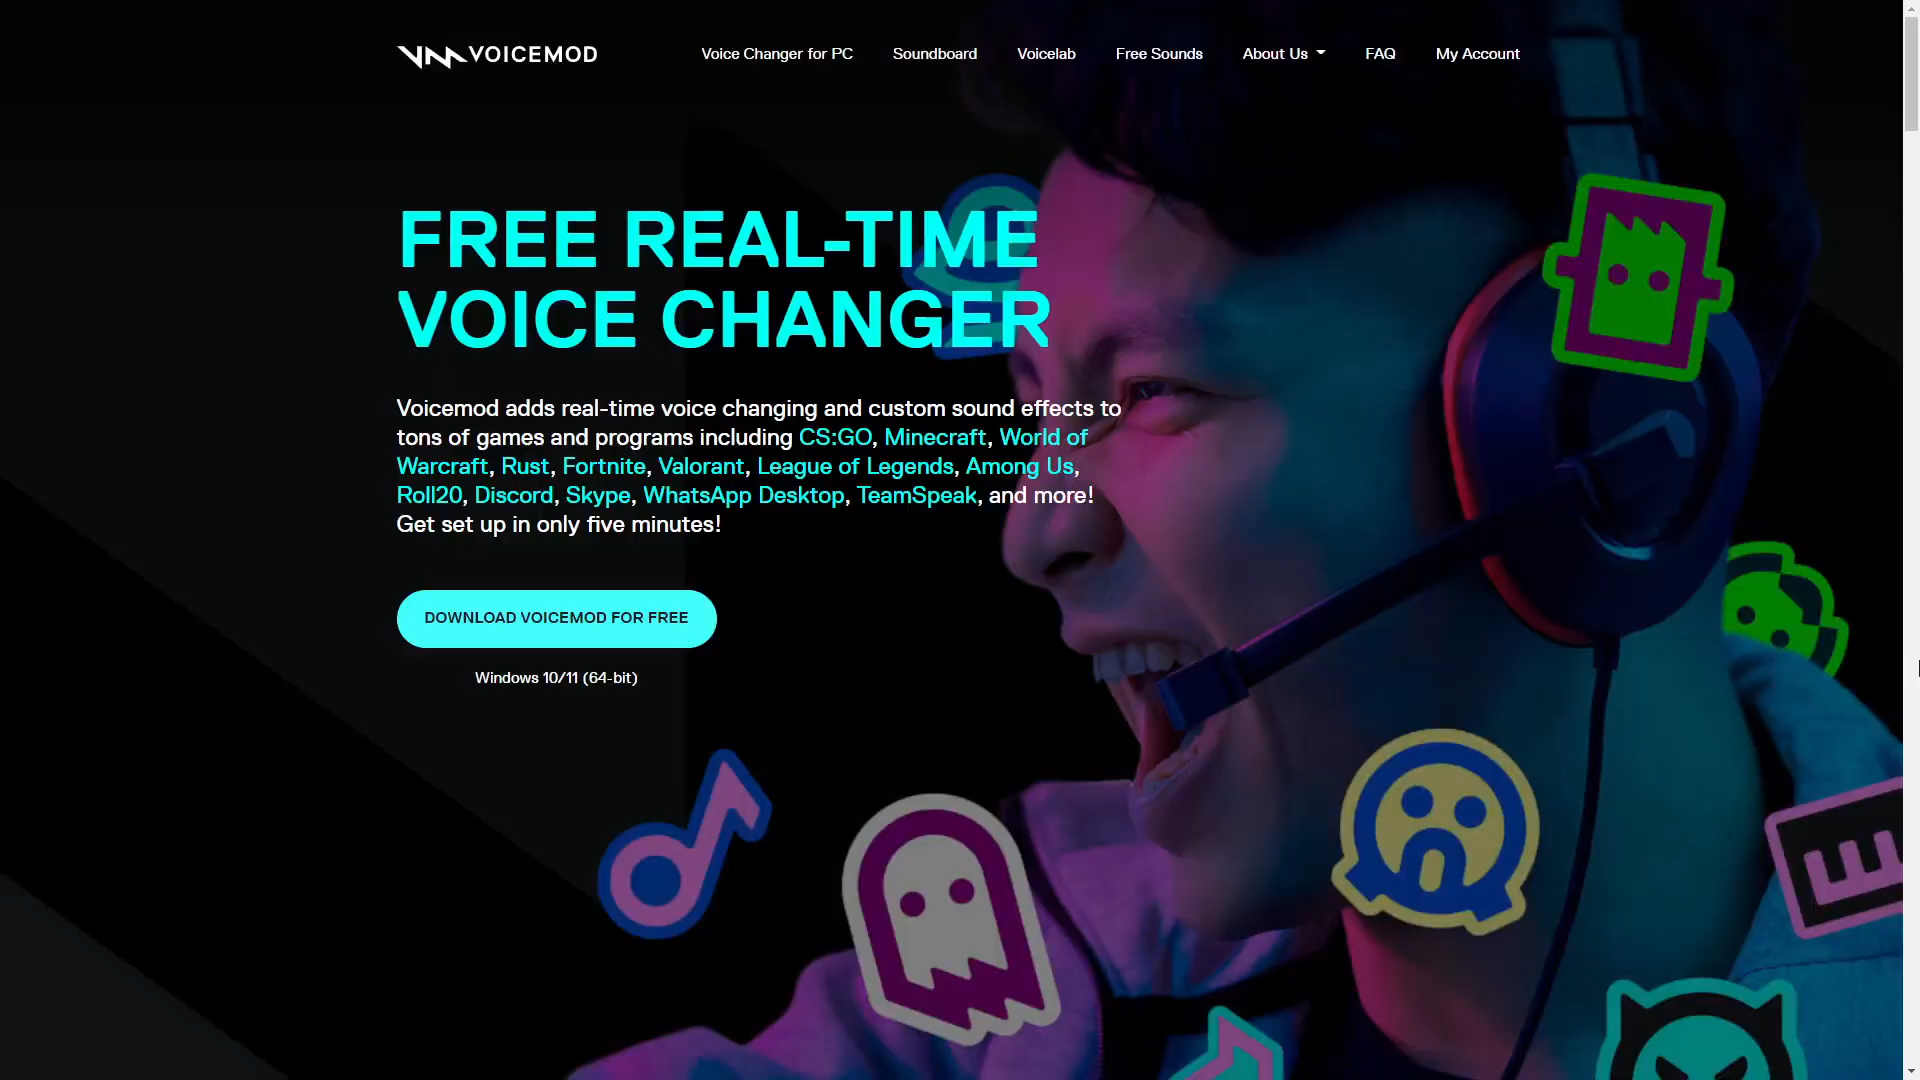 VOICEMOD
Voice Changer for PC
Soundboard
Voicelab
Free Sounds
About Us
FAQ
My Account
FREE REAL-TIME
VOICE CHANGER
Voicemod adds real-time voice changing and custom sound effects to
tons of games and programs including CS:GO, Minecraft, World of
Warcraft, Rust, Fortnite, Valorant, League of Legends, Among Us,
Roll20, Discord, Skype, WhatsApp Desktop, TeamSpeak, and more!
Get set up in only five minutes!
DOWNLOAD VOICEMOD FOR FREE
Windows 10/11 (64-bit)